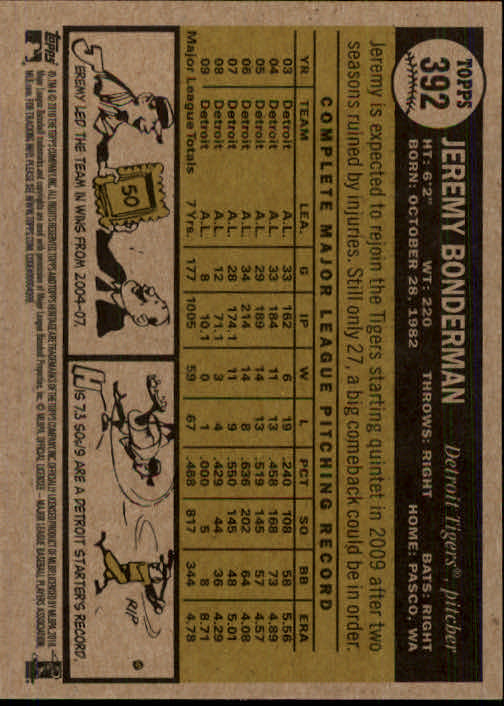 TOPPS
392
JEREMY BONDERMAN Detroit Tigers®, pitcher
HT: 6'2" WT: 220 THROWS: RIGHT BATS: RIGHT
BORN: OCTOBER 28, 1982 HOME: PASCO, WA
Jeremy is expected to rejoin the Tigers starting quintet in 2009 after two
seasons ruined by injuries. Still only 27, a big comeback could be in order.
COMPLETE MAJOR LEAGUE PITCHING RECORD
YR TEAM LEA. G IP W L PCT SO BB ERA
03 Detroit A.L. 33 162 6 19 .240 108 58 5.56
04 Detroit A.L. 33 184 11 13 .458 168 73 4.89
05 Detroit A.L. 29 189 14 13 .519 145 57 4.57
06 Detroit A.L. 34 214 14 8 .636 202 64 4.08
07 Detroit A.L. 28 174.1 11 9 .550 145 48 5.01
08 Detroit A.L. 12 71.1 3 4 .429 44 36 4.29
09 Detroit A.L. 8 10.1 0 1 .000 5 8 8.71
Major League Totals 7 Yrs. 177 1005 59 67 .468 817 344 4.78
50
JEREMY LED THE TEAM IN WINS FROM 2004-07.
RIP
HIS 7.3 SOs/9 ARE A DETROIT STARTER'S RECORD.
TOPPS